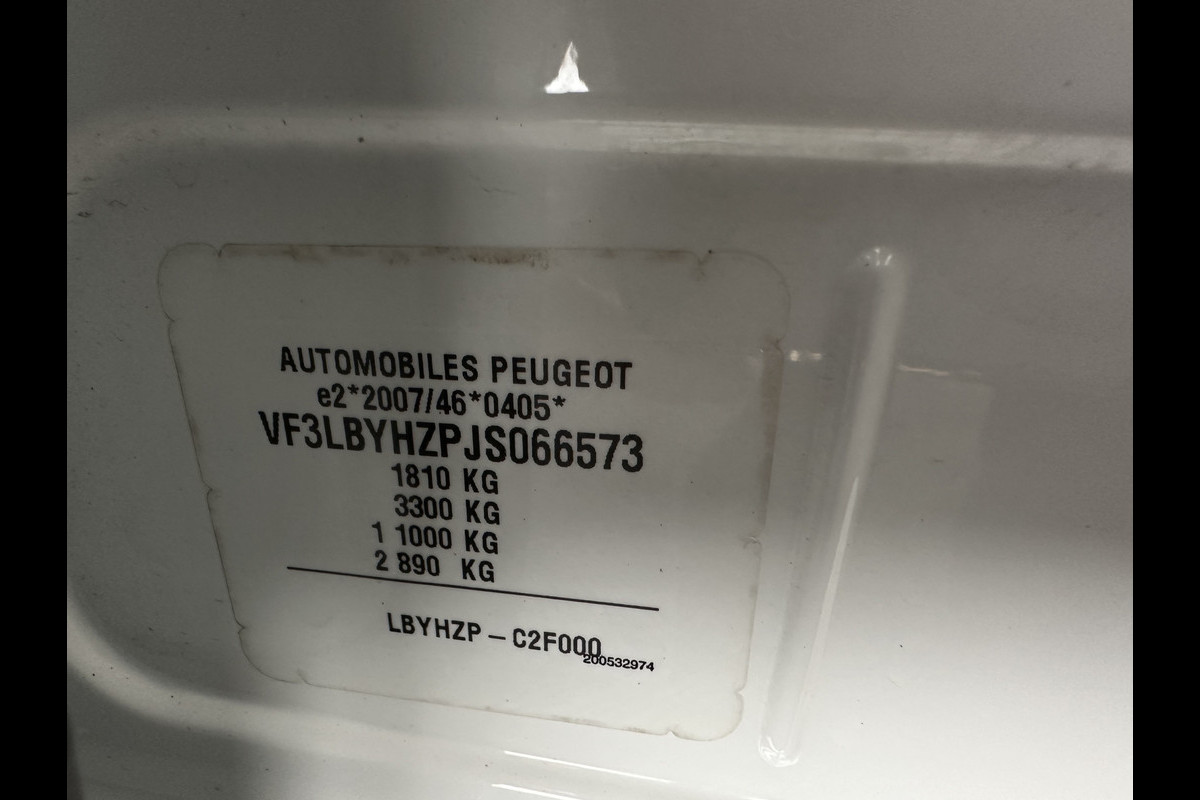 AUTOMOBILES PEUGEOT
e2*2007/46*0405*
VF3LBYHZPJS066573
1810 KG
3300 KG
1 1000 KG
2 890 KG
LBYHZP – C2F000
200532974